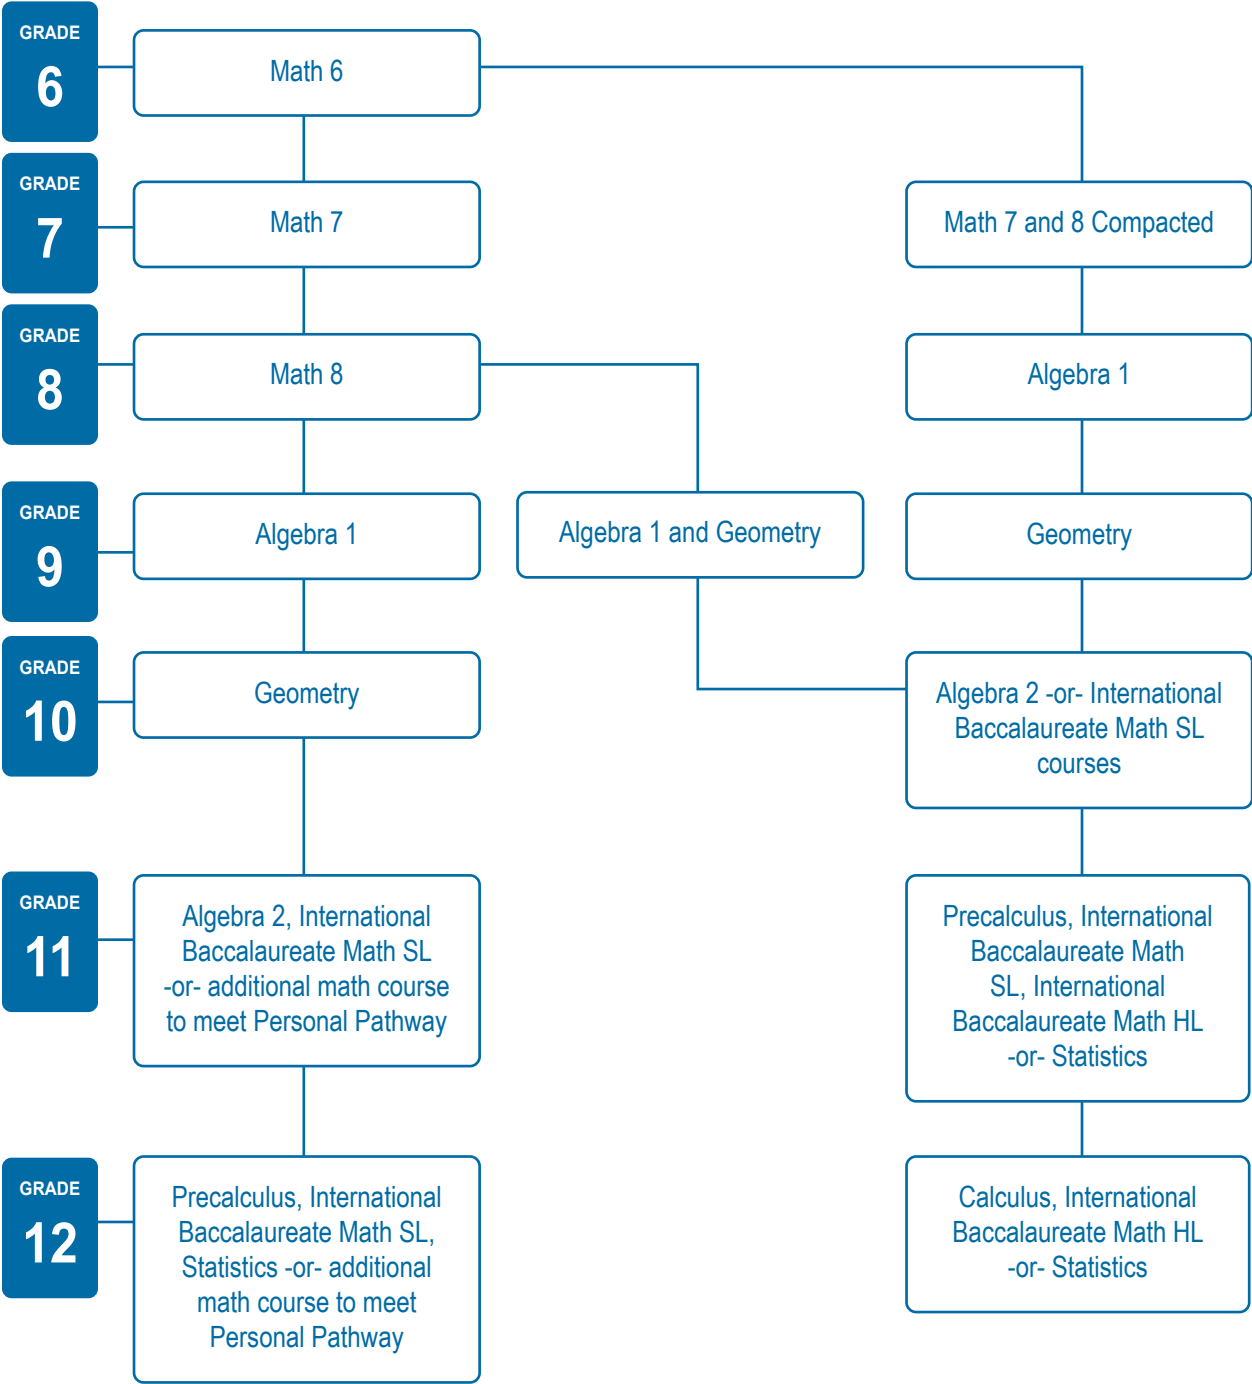 GRADE
6
Math 6
GRADE
7
Math 7
Math 7 and 8 Compacted
GRADE
8
Math 8
Algebra 1
GRADE
9
Algebra 1
Algebra 1 and Geometry
Geometry
GRADE
10
Geometry
Algebra 2 -or- International
Baccalaureate Math SL
courses
GRADE
11
Algebra 2, International
Baccalaureate Math SL
-or- additional math course
to meet Personal Pathway
Precalculus, International
Baccalaureate Math
SL, International
Baccalaureate Math HL
-or- Statistics
GRADE
12
Precalculus, International
Baccalaureate Math SL,
Statistics -or- additional
math course to meet
Personal Pathway
Calculus, International
Baccalaureate Math HL
-or- Statistics